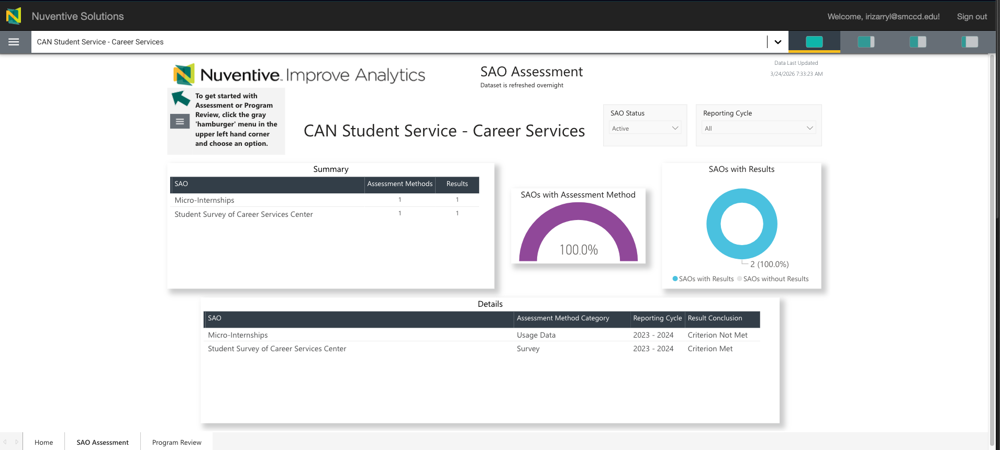 Nuventive Solutions
Welcome, irizarryl@smccd.edu!
Sign out
CAN Student Service - Career Services
Nuventive Improve Analytics
SAO Assessment
Dataset is refreshed overnight
Data Last Updated
3/24/2026 7:33:23 AM
To get started with
Assessment or Program
Review, click the gray
'hamburger' menu in the
upper left hand corner
and choose an option.
CAN Student Service - Career Services
SAO Status
Active
Reporting Cycle
All
Summary
SAO Assessment Methods Results
Micro-Internships 1 1
Student Survey of Career Services Center 1 1
SAOs with Assessment Method
100.0%
SAOs with Results
2 (100.0%)
SAOs with Results SAOs without Results
Details
SAO Assessment Method Category Reporting Cycle Result Conclusion
Micro-Internships Usage Data 2023 - 2024 Criterion Not Met
Student Survey of Career Services Center Survey 2023 - 2024 Criterion Met
Home SAO Assessment Program Review